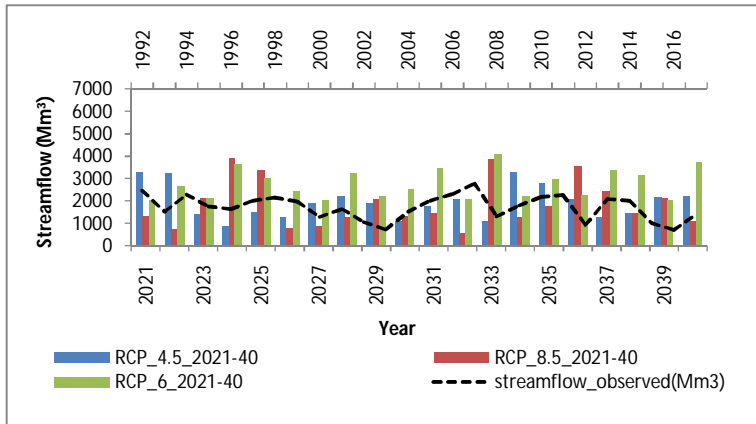 1992 1994 1996 1998 2000 2002 2004 2006 2008 2010 2012 2014 2016
Streamflow (Mm³)
7000
6000
5000
4000
3000
2000
1000
0
2021 2023 2025 2027 2029 2031 2033 2035 2037 2039
Year
RCP_4.5_2021-40 RCP_8.5_2021-40
RCP_6_2021-40 streamflow_observed(Mm3)